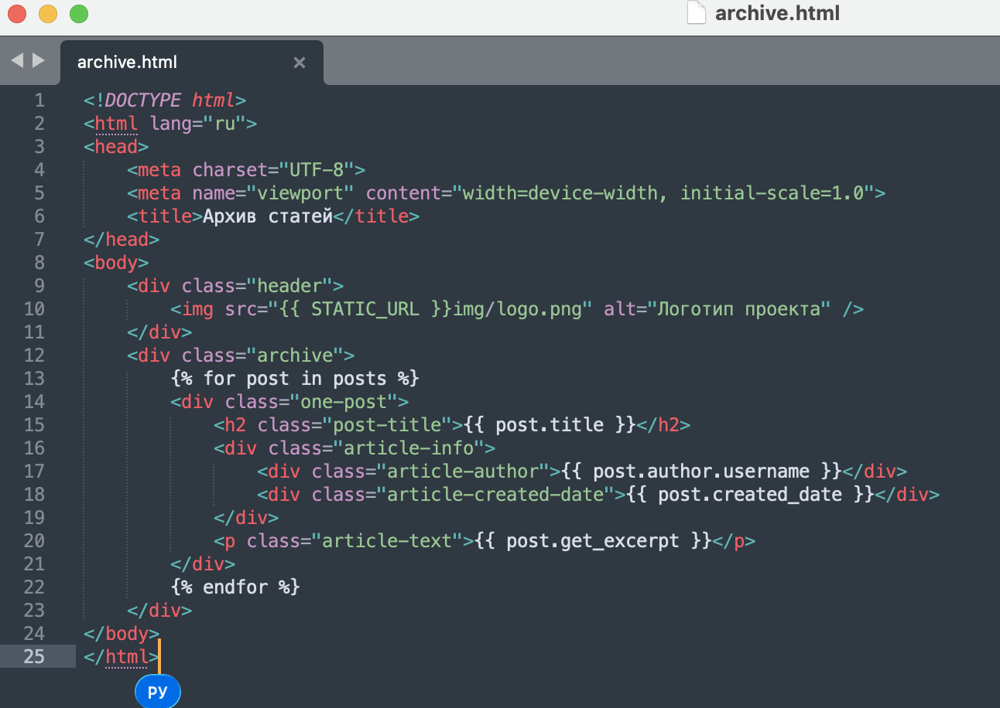 archive.html
archive.html ×
1 <!DOCTYPE html>
2 <html lang="ru">
3 <head>
4     <meta charset="UTF-8">
5     <meta name="viewport" content="width=device-width, initial-scale=1.0">
6     <title>Архив статей</title>
7 </head>
8 <body>
9     <div class="header">
10         <img src="{{ STATIC_URL }}img/logo.png" alt="Логотип проекта" />
11     </div>
12     <div class="archive">
13         {% for post in posts %}
14         <div class="one-post">
15             <h2 class="post-title">{{ post.title }}</h2>
16             <div class="article-info">
17                 <div class="article-author">{{ post.author.username }}</div>
18                 <div class="article-created-date">{{ post.created_date }}</div>
19             </div>
20             <p class="article-text">{{ post.get_excerpt }}</p>
21         </div>
22         {% endfor %}
23     </div>
24 </body>
25 </html>
РУ